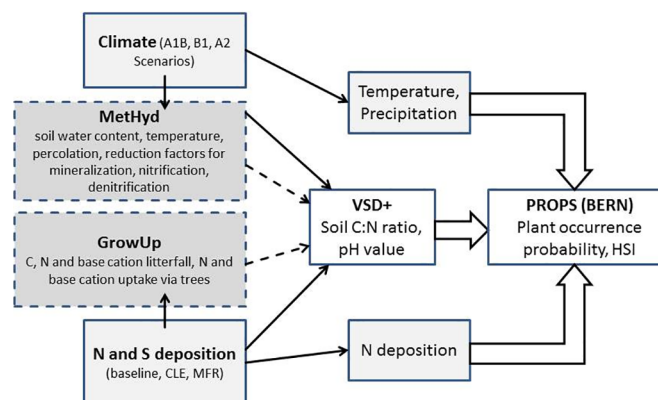 Climate (A1B, B1, A2
Scenarios)
Temperature,
Precipitation
MetHyd
soil water content, temperature,
percolation, reduction factors for
mineralization, nitrification,
denitrification
VSD+
Soil C:N ratio,
pH value
PROPS (BERN)
Plant occurrence
probability, HSI
GrowUp
C, N and base cation litterfall, N and
base cation uptake via trees
N and S deposition
(baseline, CLE, MFR)
N deposition